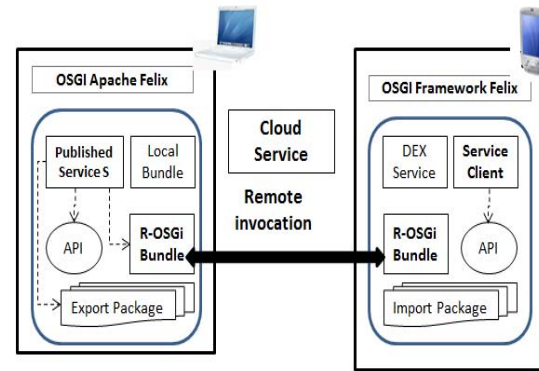 OSGI Apache Felix
Published
Service S
Local
Bundle
API
R-OSGi
Bundle
Export Package
Cloud
Service
Remote
invocation
OSGI Framework Felix
DEX
Service
Service
Client
R-OSGi
Bundle
API
Import Package